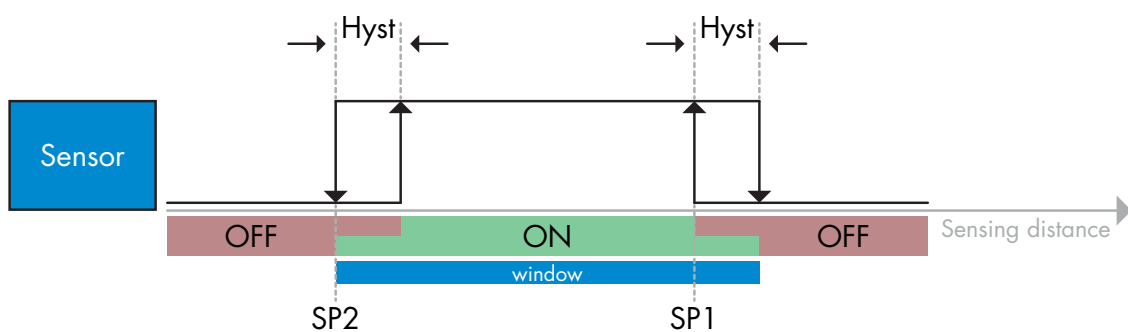 Hyst Hyst
Sensor
OFF ON OFF Sensing distance
window
SP2 SP1